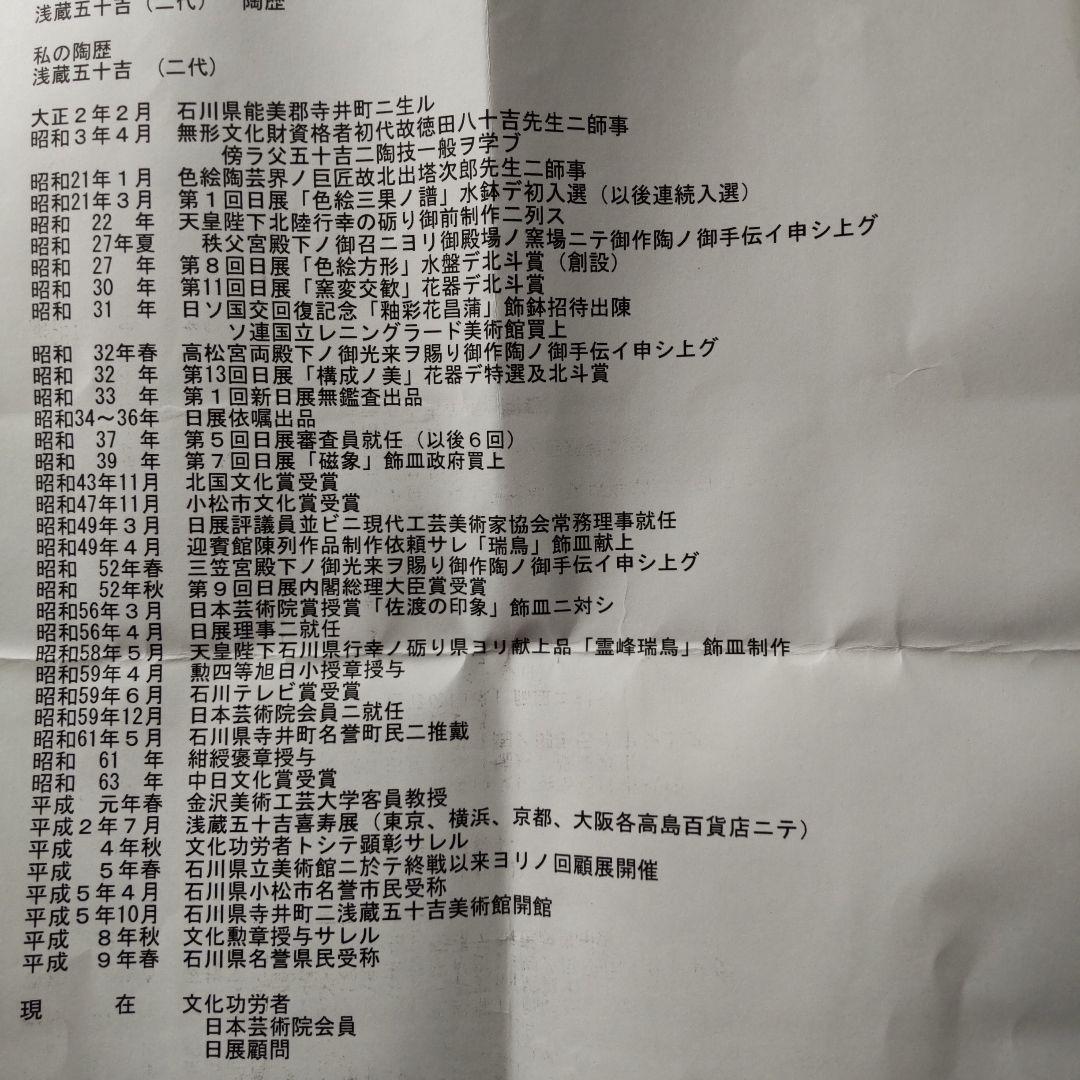 浅蔵五十吉（二代）　陶歴
私の陶歴
浅蔵五十吉　（二代）
大正２年２月　石川県能美郡寺井町ニ生ル
昭和３年４月　無形文化財資格者初代故徳田八十吉先生ニ師事
傍ラ父五十吉ニ陶技一般ヲ学ブ
昭和21年１月　色絵陶芸界ノ巨匠故北出塔次郎先生ニ師事
昭和21年３月　第１回日展「色絵三果ノ譜」水鉢デ初入選（以後連続入選）
昭和　22　年　天皇陛下北陸行幸の砺り御前制作ニ列ス
昭和　27年夏　秩父宮殿下ノ御召ニヨリ御殿場ノ窯場ニテ御作陶ノ御手伝イ申シ上グ
昭和　27　年　第８回日展「色絵方形」水盤デ北斗賞（創設）
昭和　30　年　第11回日展「窯変交歓」花器デ北斗賞
昭和　31　年　日ソ国交回復記念「釉彩花昌蒲」飾鉢招待出陳
ソ連国立レニングラード美術館買上
昭和　32年春　高松宮両殿下ノ御光来ヲ賜り御作陶ノ御手伝イ申シ上グ
昭和　32　年　第13回日展「構成ノ美」花器デ特選及北斗賞
昭和　33　年　第１回新日展無鑑査出品
昭和34～36年　日展依嘱出品
昭和　37　年　第５回日展審査員就任（以後６回）
昭和　39　年　第７回日展「磁象」飾皿政府買上
昭和43年11月　北国文化賞受賞
昭和47年11月　小松市文化賞受賞
昭和49年３月　日展評議員並ビニ現代工芸美術家協会常務理事就任
昭和49年４月　迎賓館陳列作品制作依頼サレ「瑞鳥」飾皿献上
昭和　52年春　三笠宮殿下ノ御光来ヲ賜り御作陶ノ御手伝イ申シ上グ
昭和　52年秋　第９回日展内閣総理大臣賞受賞
昭和56年３月　日本芸術院賞授賞「佐渡の印象」飾皿ニ対シ
昭和56年４月　日展理事ニ就任
昭和58年５月　天皇陛下石川県行幸ノ砺り県ヨリ献上品「霊峰瑞鳥」飾皿制作
昭和59年４月　勲四等旭日小授章授与
昭和59年６月　石川テレビ賞受賞
昭和59年12月　日本芸術院会員ニ就任
昭和61年５月　石川県寺井町名誉町民ニ推戴
昭和　61　年　紺綬褒章授与
昭和　63　年　中日文化賞受賞
平成　元年春　金沢美術工芸大学客員教授
平成２年７月　浅蔵五十吉喜寿展（東京、横浜、京都、大阪各高島百貨店ニテ）
平成　４年秋　文化功労者トシテ顕彰サレル
平成　５年春　石川県立美術館ニ於テ終戦以来ヨリノ回顧展開催
平成５年４月　石川県小松市名誉市民受称
平成５年10月　石川県寺井町ニ浅蔵五十吉美術館開館
平成　８年秋　文化勲章授与サレル
平成　９年春　石川県名誉県民受称
現　　　在　　文化功労者
日本芸術院会員
日展顧問